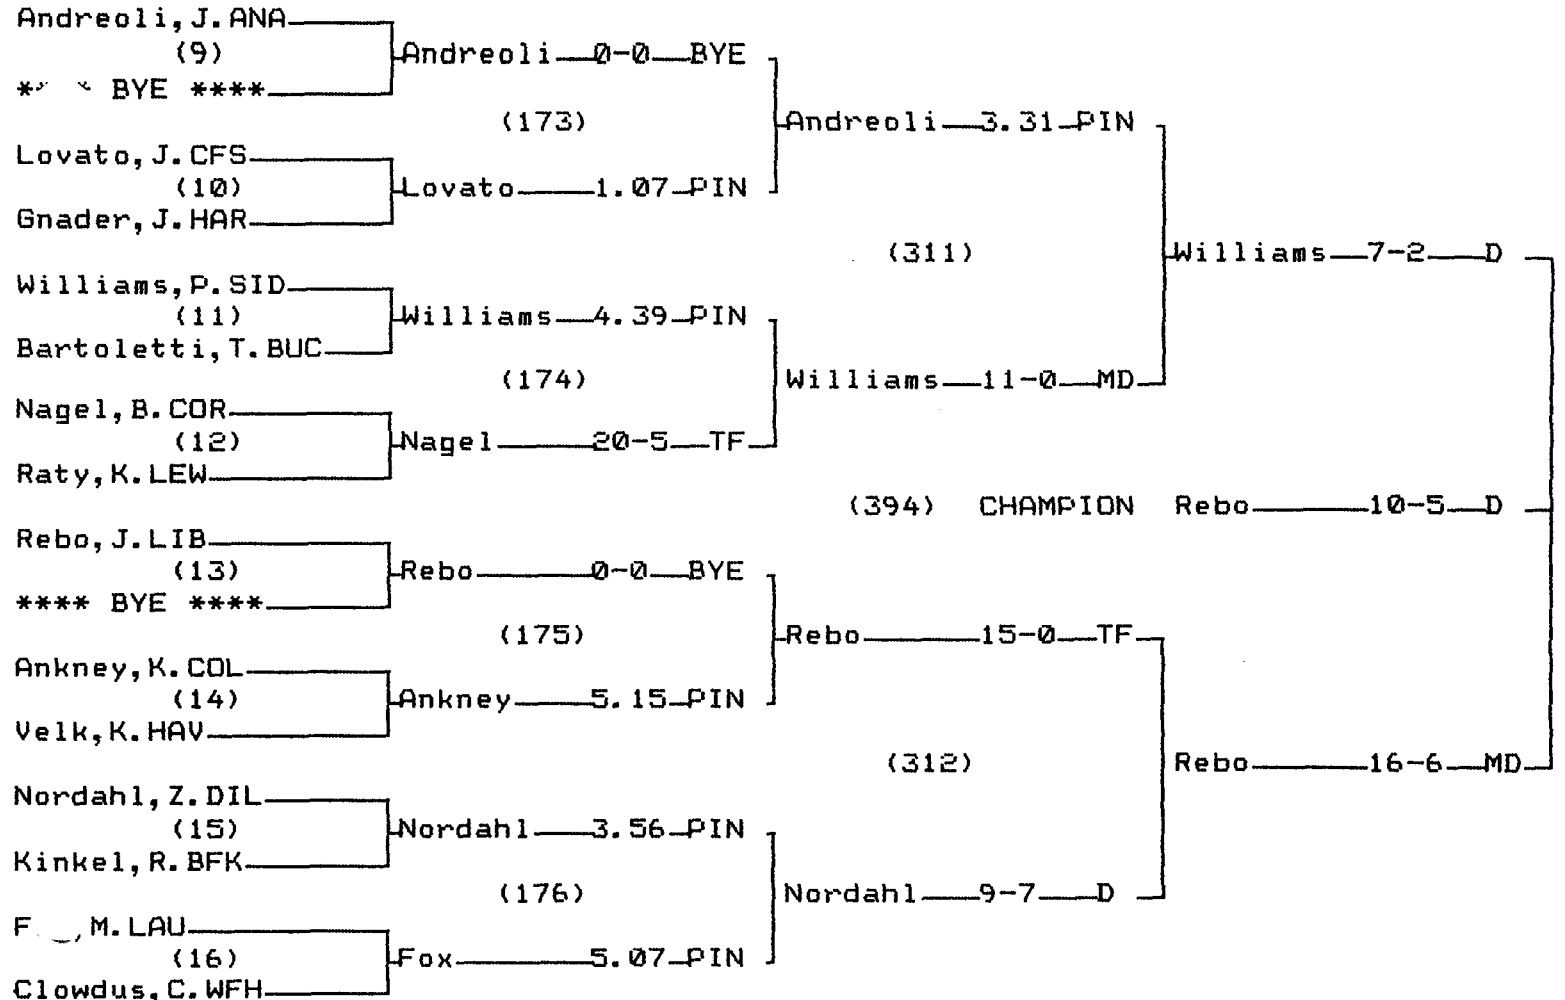 Andreoli, J. ANA
(9) Andreoli 0-0 BYE
BYE ****
(173) Andreoli 3.31 PIN
Lovato, J. CFS
(10) Lovato 1.07 PIN
Gnader, J. HAR
(311) Williams 7-2 D
Williams, P. SID
(11) Williams 4.39 PIN
Bartoletti, T. BUC
(174) Williams 11-0 MD
Nagel, B. COR
(12) Nagel 20-5 TF
Raty, K. LEW
(394) CHAMPION Rebo 10-5 D
Rebo, J. LIB
(13) Rebo 0-0 BYE
**** BYE ****
(175) Rebo 15-0 TF
Ankney, K. COL
(14) Ankney 5.15 PIN
Velk, K. HAV
(312) Rebo 16-6 MD
Nordahl, Z. DIL
(15) Nordahl 3.56 PIN
Kinkel, R. BFK
(176) Nordahl 9-7 D
M. LAU
(16) Fox 5.07 PIN
Clowdus, C. WFH